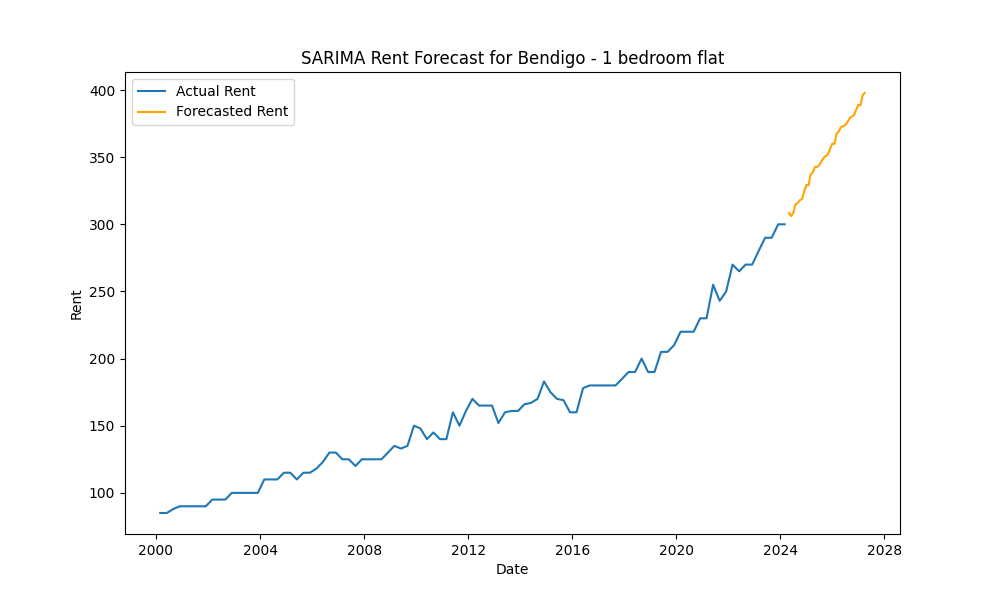 SARIMA Rent Forecast for Bendigo - 1 bedroom flat
Actual Rent
Forecasted Rent
400
350
300
250
200
150
100
Rent
2000 2004 2008 2012 2016 2020 2024 2028
Date